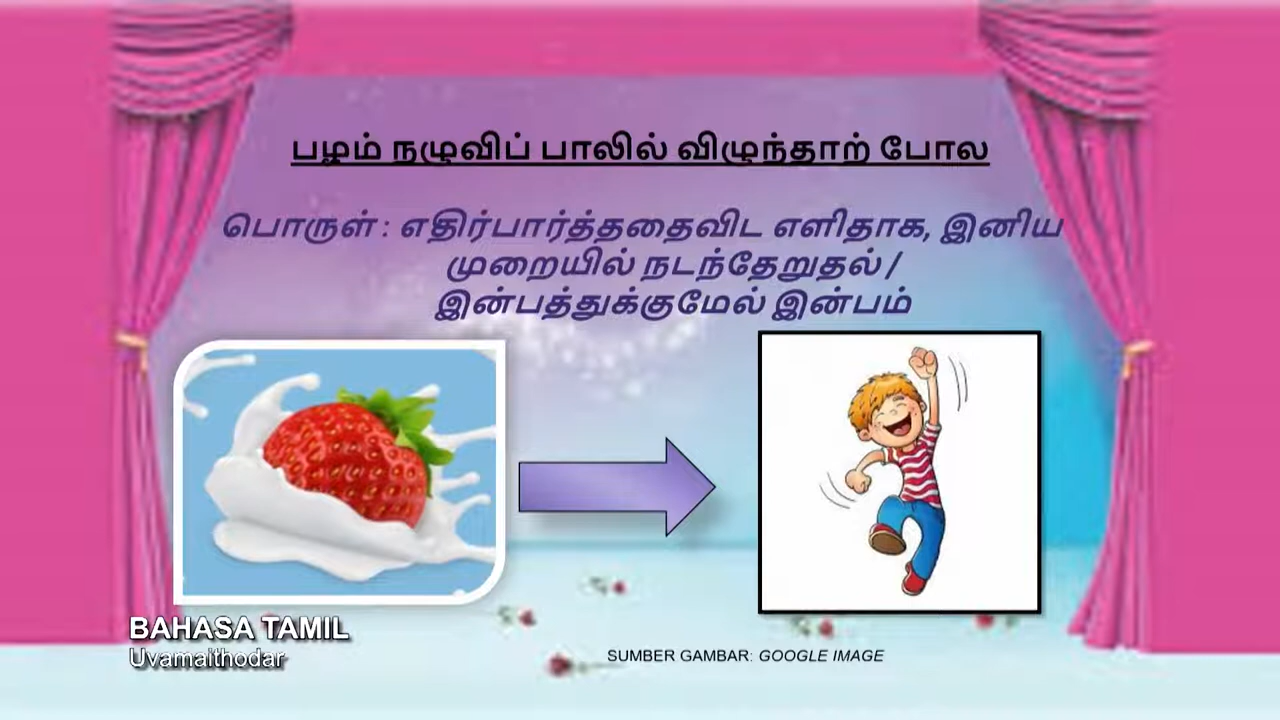 பழம் நழுவிப் பாலில் விழுந்தாற் போல
பொருள் : எதிர்பார்த்ததைவிட எளிதாக, இனிய
முறையில் நடந்தேறுதல் /
இன்பத்துக்குமேல் இன்பம்
BAHASA TAMIL
Uvamaithodar
SUMBER GAMBAR: GOOGLE IMAGE